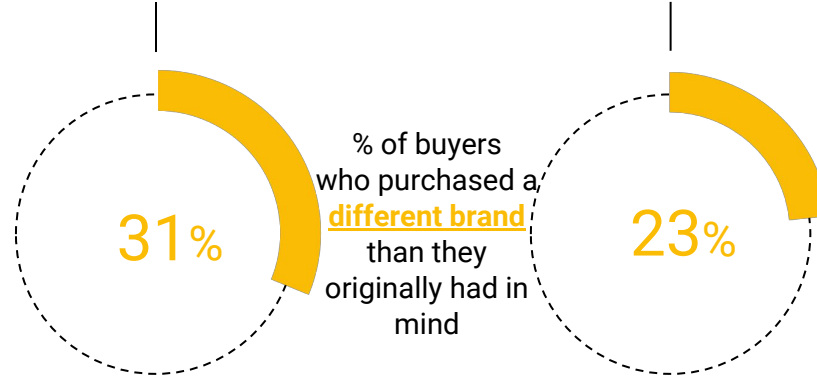 31%
% of buyers
who purchased a
different brand
than they
originally had in
mind
23%